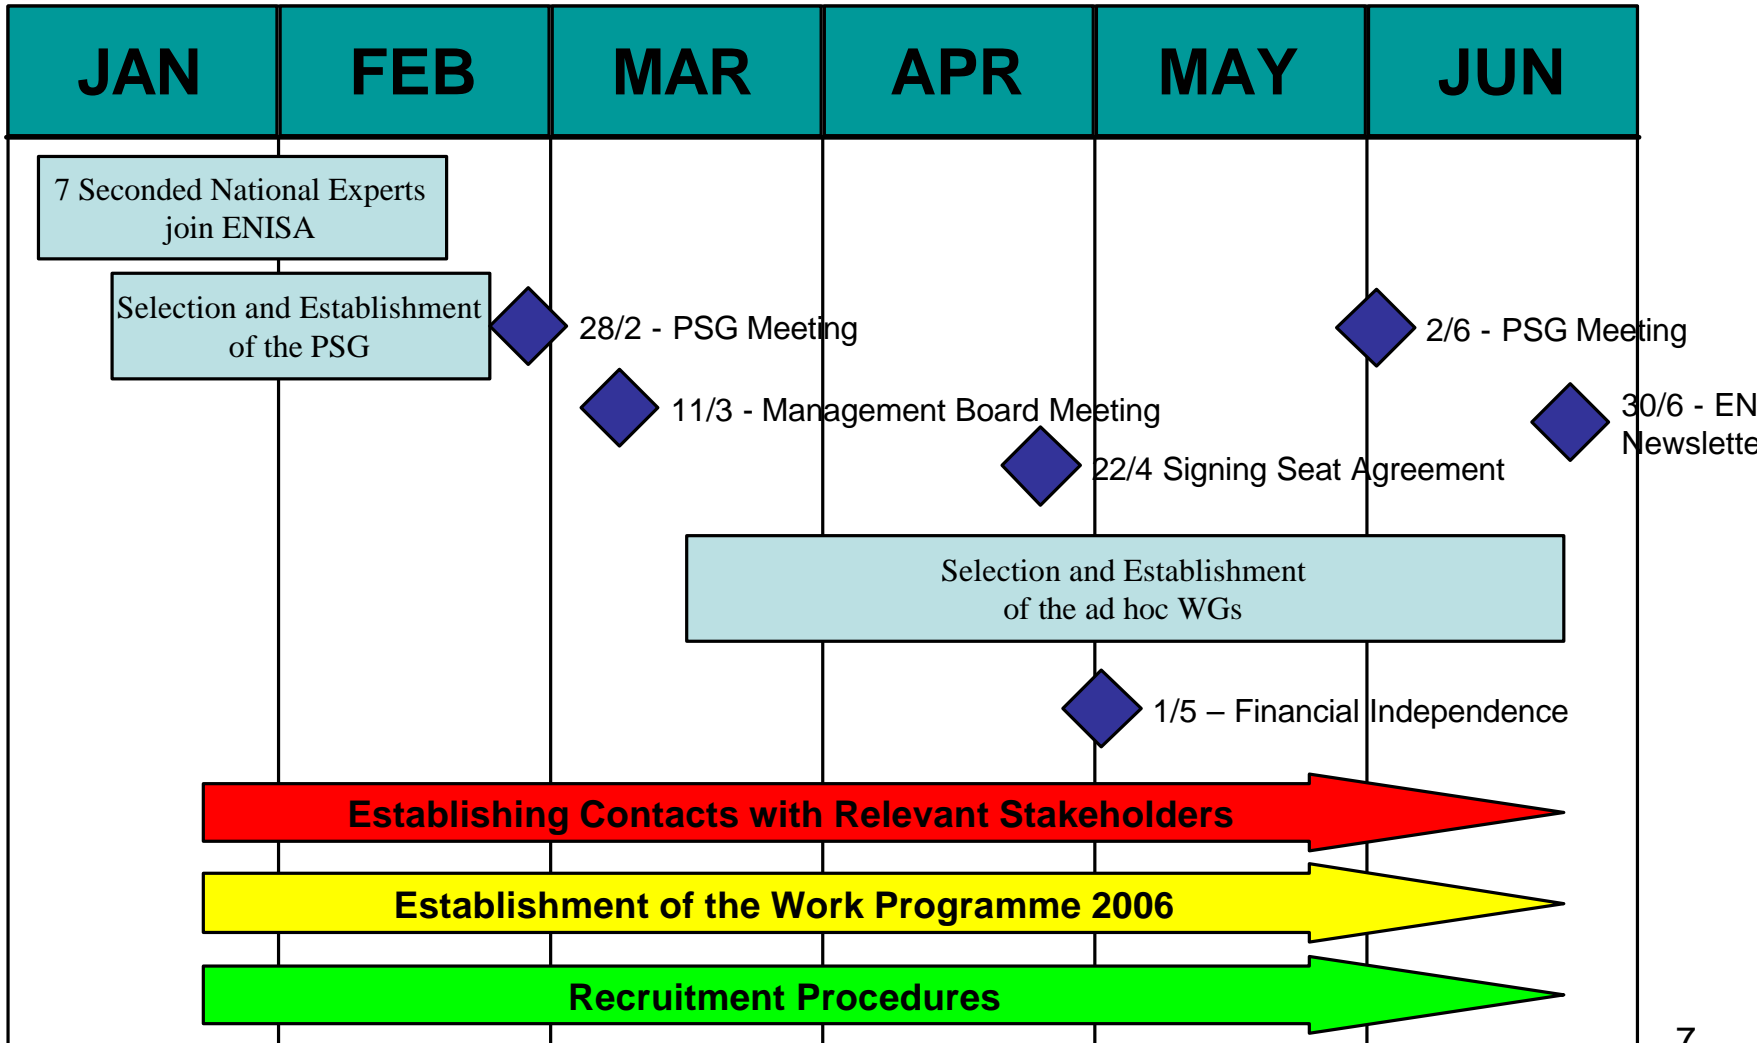 JAN FEB MAR APR MAY JUN
7 Seconded National Experts
join ENISA
Selection and Establishment
of the PSG
28/2 - PSG Meeting
2/6 - PSG Meeting
11/3 - Management Board Meeting
30/6 - EN
Newslette
22/4 Signing Seat Agreement
Selection and Establishment
of the ad hoc WGs
1/5 – Financial Independence
Establishing Contacts with Relevant Stakeholders
Establishment of the Work Programme 2006
Recruitment Procedures
7